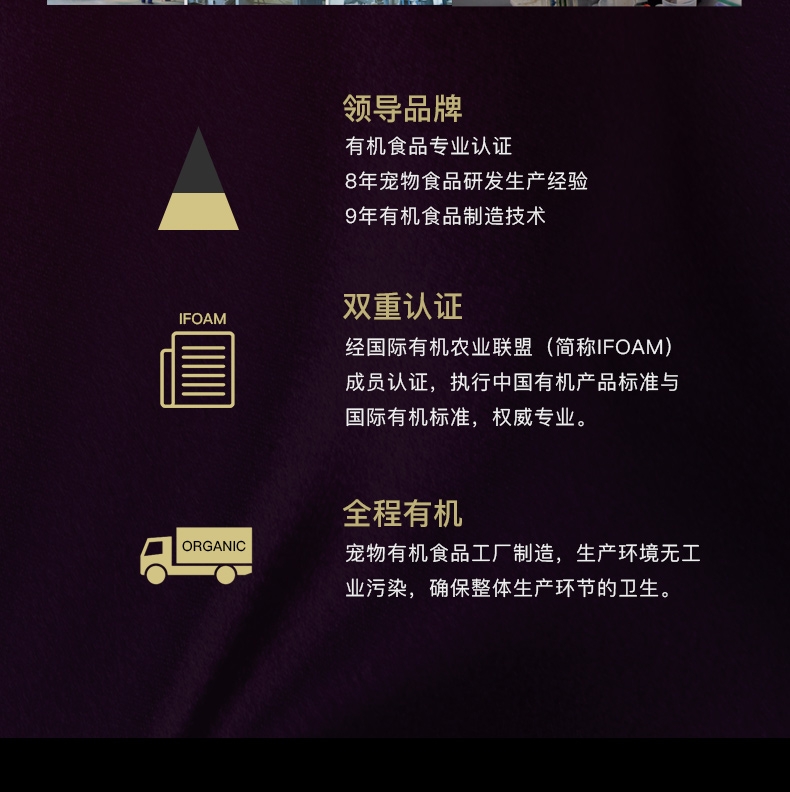 领导品牌
有机食品专业认证
8年宠物食品研发生产经验
9年有机食品制造技术
IFOAM
双重认证
经国际有机农业联盟（简称IFOAM）
成员认证，执行中国有机产品标准与
国际有机标准，权威专业。
ORGANIC
全程有机
宠物有机食品工厂制造，生产环境无工
业污染，确保整体生产环节的卫生。